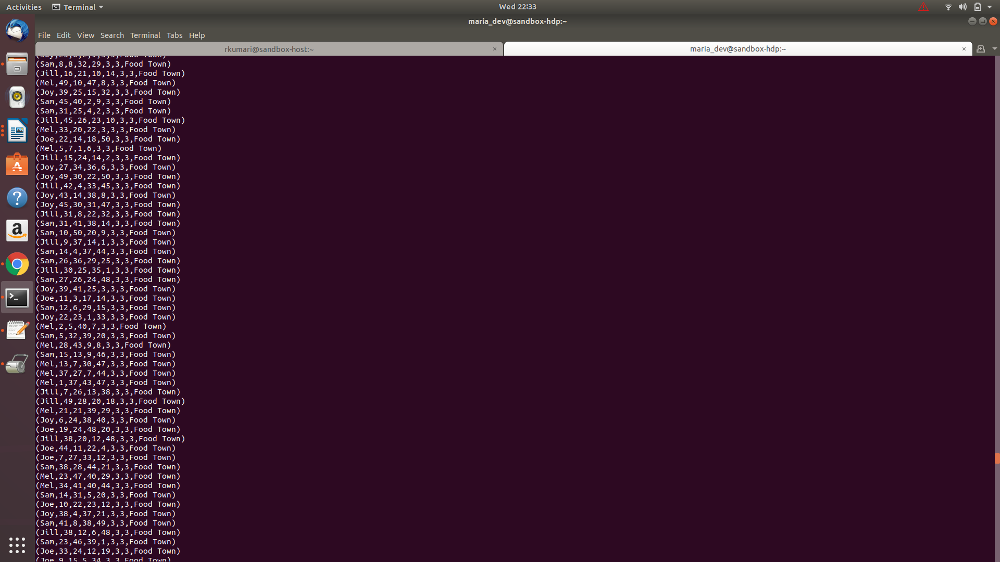 Activities
Terminal
Wed 22:33
maria_dev@sandbox-hdp:~
File Edit View Search Terminal Tabs Help
rkumari@sandbox-host:~
maria_dev@sandbox-hdp:~
(Sam,8,8,32,29,3,3,Food Town)
(Jill,16,21,10,14,3,3,Food Town)
(Mel,49,10,47,8,3,3,Food Town)
(Joy,39,25,15,32,3,3,Food Town)
(Sam,45,40,2,9,3,3,Food Town)
(Sam,31,25,4,2,3,3,Food Town)
(Jill,45,26,23,10,3,3,Food Town)
(Mel,33,20,22,3,3,3,Food Town)
(Joe,22,14,18,50,3,3,Food Town)
(Mel,5,7,1,6,3,3,Food Town)
(Jill,15,24,14,2,3,3,Food Town)
(Joy,27,34,36,6,3,3,Food Town)
(Joy,49,30,22,50,3,3,Food Town)
(Jill,42,4,33,45,3,3,Food Town)
(Joy,43,14,38,8,3,3,Food Town)
(Joy,45,30,31,47,3,3,Food Town)
(Jill,31,8,22,32,3,3,Food Town)
(Sam,31,41,38,14,3,3,Food Town)
(Sam,10,50,20,9,3,3,Food Town)
(Jill,9,37,14,1,3,3,Food Town)
(Sam,14,4,37,44,3,3,Food Town)
(Sam,26,36,29,25,3,3,Food Town)
(Jill,30,25,35,1,3,3,Food Town)
(Sam,27,26,24,48,3,3,Food Town)
(Joy,39,41,25,3,3,3,Food Town)
(Joe,11,3,17,14,3,3,Food Town)
(Sam,12,6,29,15,3,3,Food Town)
(Joy,22,23,1,33,3,3,Food Town)
(Mel,2,5,40,7,3,3,Food Town)
(Sam,5,32,39,20,3,3,Food Town)
(Mel,28,43,9,8,3,3,Food Town)
(Sam,15,13,9,46,3,3,Food Town)
(Mel,13,7,30,47,3,3,Food Town)
(Mel,37,27,7,44,3,3,Food Town)
(Mel,1,37,43,47,3,3,Food Town)
(Jill,7,26,13,38,3,3,Food Town)
(Jill,49,28,20,18,3,3,Food Town)
(Mel,21,21,39,29,3,3,Food Town)
(Joy,6,24,38,40,3,3,Food Town)
(Joe,19,24,48,20,3,3,Food Town)
(Jill,38,20,12,48,3,3,Food Town)
(Joe,44,11,22,4,3,3,Food Town)
(Joe,7,27,33,12,3,3,Food Town)
(Sam,38,28,44,21,3,3,Food Town)
(Mel,23,47,40,29,3,3,Food Town)
(Mel,34,41,40,44,3,3,Food Town)
(Sam,14,31,5,20,3,3,Food Town)
(Joe,10,22,23,12,3,3,Food Town)
(Joy,38,4,37,21,3,3,Food Town)
(Sam,41,8,38,49,3,3,Food Town)
(Jill,38,12,6,48,3,3,Food Town)
(Sam,23,46,39,1,3,3,Food Town)
(Joe,33,24,12,19,3,3,Food Town)
(Joe,9,15,5,34,3,3,Food Town)